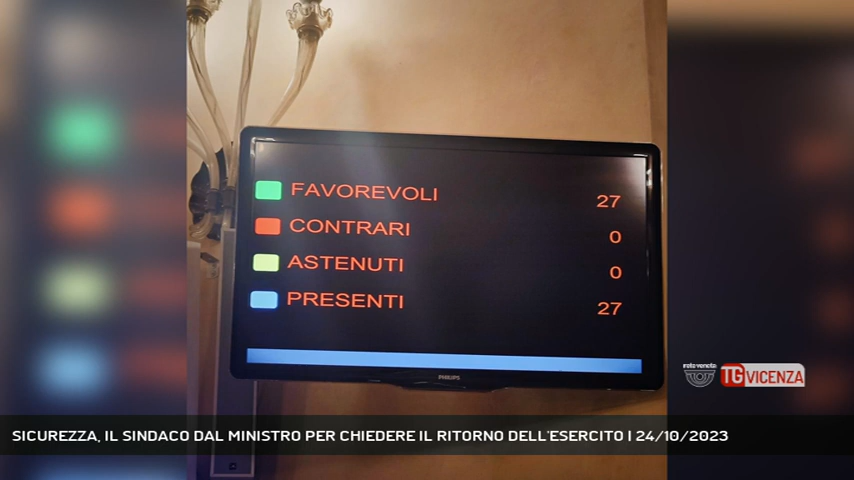 FAVOREVOLI 27
CONTRARI 0
ASTENUTI 0
PRESENTI 27
PHILIPS
rete veneta
TG VICENZA
SICUREZZA, IL SINDACO DAL MINISTRO PER CHIEDERE IL RITORNO DELL'ESERCITO | 24/10/2023